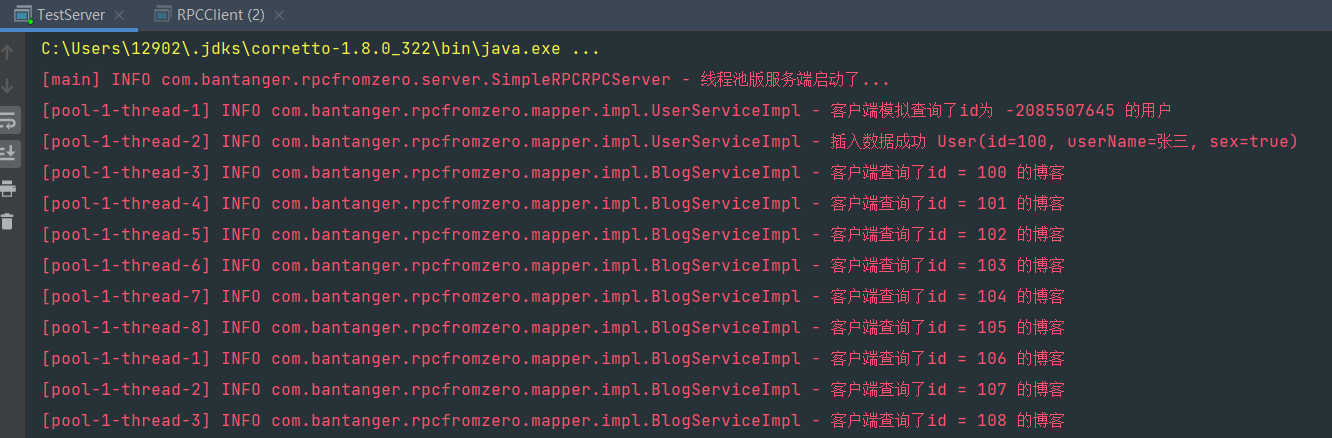 TestServer
RPCClient (2)
C:\Users\12902\.jdks\corretto-1.8.0_322\bin\java.exe ...
[main] INFO com.bantanger.rpcfromzero.server.SimpleRPCRPCServer - 线程池版服务端启动了...
[pool-1-thread-1] INFO com.bantanger.rpcfromzero.mapper.impl.UserServiceImpl - 客户端模拟查询了id为 -2085507645 的用户
[pool-1-thread-2] INFO com.bantanger.rpcfromzero.mapper.impl.UserServiceImpl - 插入数据成功 User(id=100, userName=张三, sex=true)
[pool-1-thread-3] INFO com.bantanger.rpcfromzero.mapper.impl.BlogServiceImpl - 客户端查询了id = 100 的博客
[pool-1-thread-4] INFO com.bantanger.rpcfromzero.mapper.impl.BlogServiceImpl - 客户端查询了id = 101 的博客
[pool-1-thread-5] INFO com.bantanger.rpcfromzero.mapper.impl.BlogServiceImpl - 客户端查询了id = 102 的博客
[pool-1-thread-6] INFO com.bantanger.rpcfromzero.mapper.impl.BlogServiceImpl - 客户端查询了id = 103 的博客
[pool-1-thread-7] INFO com.bantanger.rpcfromzero.mapper.impl.BlogServiceImpl - 客户端查询了id = 104 的博客
[pool-1-thread-8] INFO com.bantanger.rpcfromzero.mapper.impl.BlogServiceImpl - 客户端查询了id = 105 的博客
[pool-1-thread-1] INFO com.bantanger.rpcfromzero.mapper.impl.BlogServiceImpl - 客户端查询了id = 106 的博客
[pool-1-thread-2] INFO com.bantanger.rpcfromzero.mapper.impl.BlogServiceImpl - 客户端查询了id = 107 的博客
[pool-1-thread-3] INFO com.bantanger.rpcfromzero.mapper.impl.BlogServiceImpl - 客户端查询了id = 108 的博客